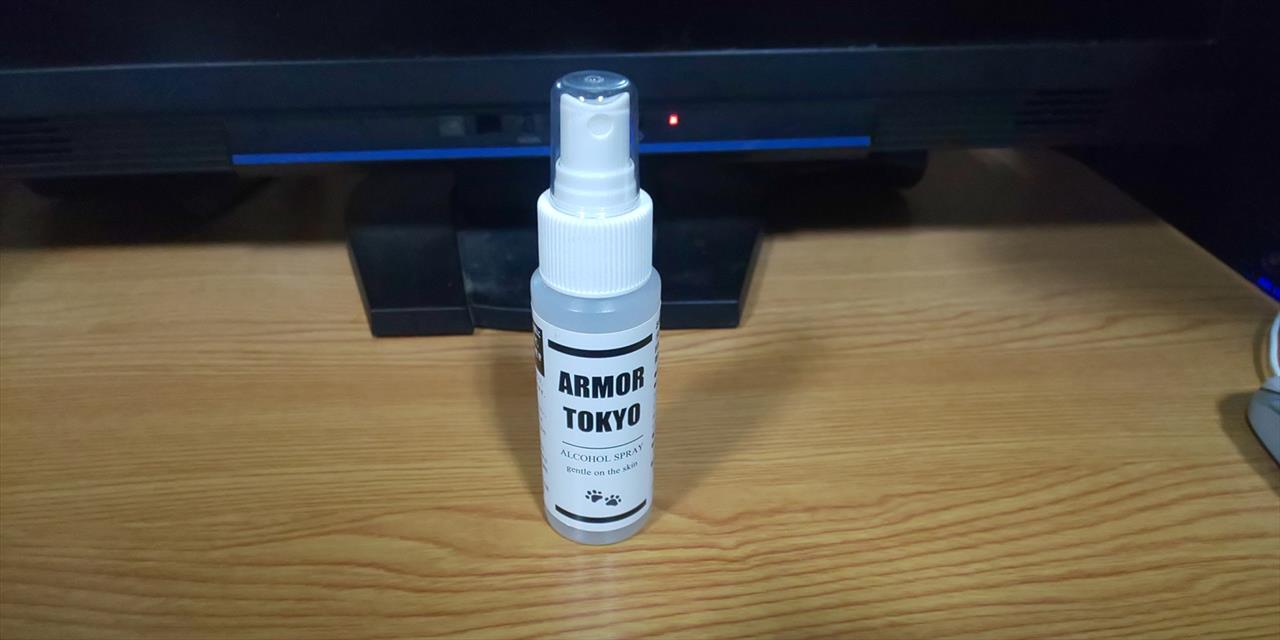 ARMOR
TOKYO
ALCOHOL SPRAY
gentle on the skin